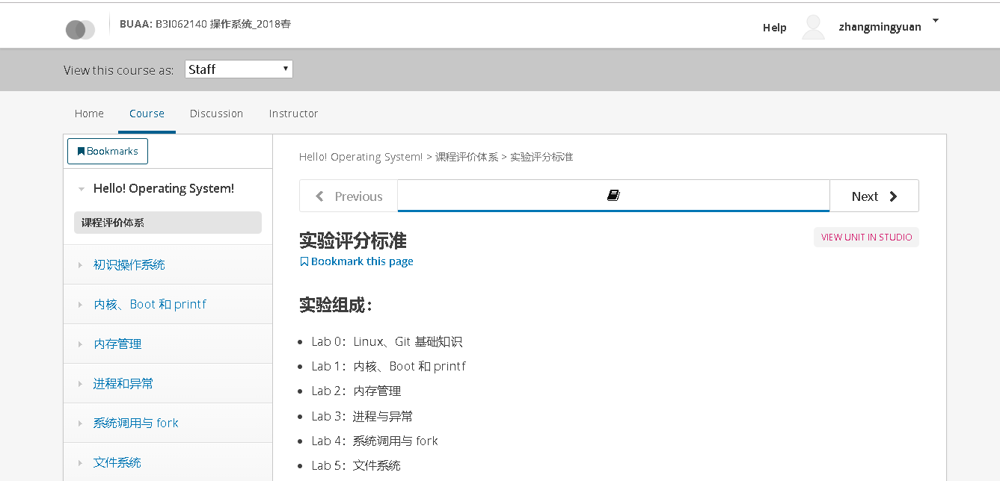 BUAA: B3I062140 操作系统_2018春
Help
zhangmingyuan
View this course as: Staff
Home Course Discussion Instructor
Bookmarks
Hello! Operating System!
课程评价体系
初识操作系统
内核、Boot 和 printf
内存管理
进程和异常
系统调用与 fork
文件系统
Hello! Operating System! > 课程评价体系 > 实验评分标准
Previous
Next
实验评分标准
VIEW UNIT IN STUDIO
Bookmark this page
实验组成：
Lab 0：Linux、Git 基础知识
Lab 1：内核、Boot 和 printf
Lab 2：内存管理
Lab 3：进程与异常
Lab 4：系统调用与 fork
Lab 5：文件系统